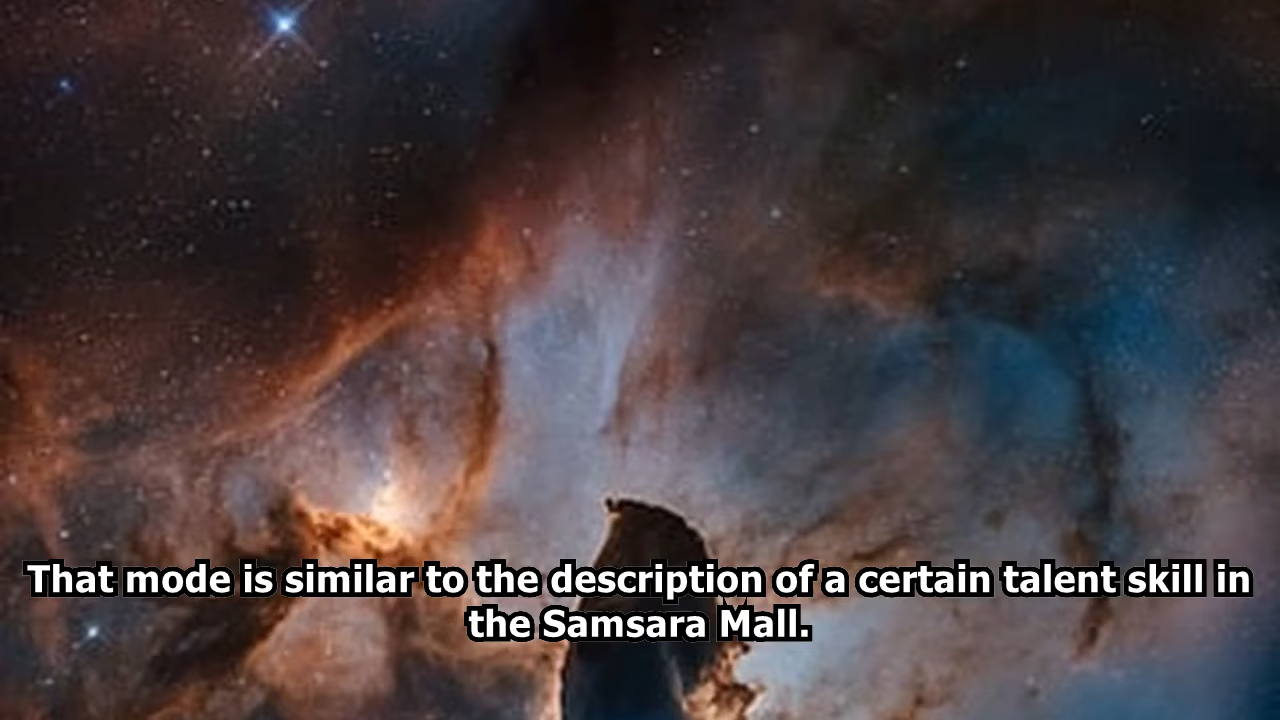 That mode is similar to the description of a certain talent skill in
the Samsara Mall.